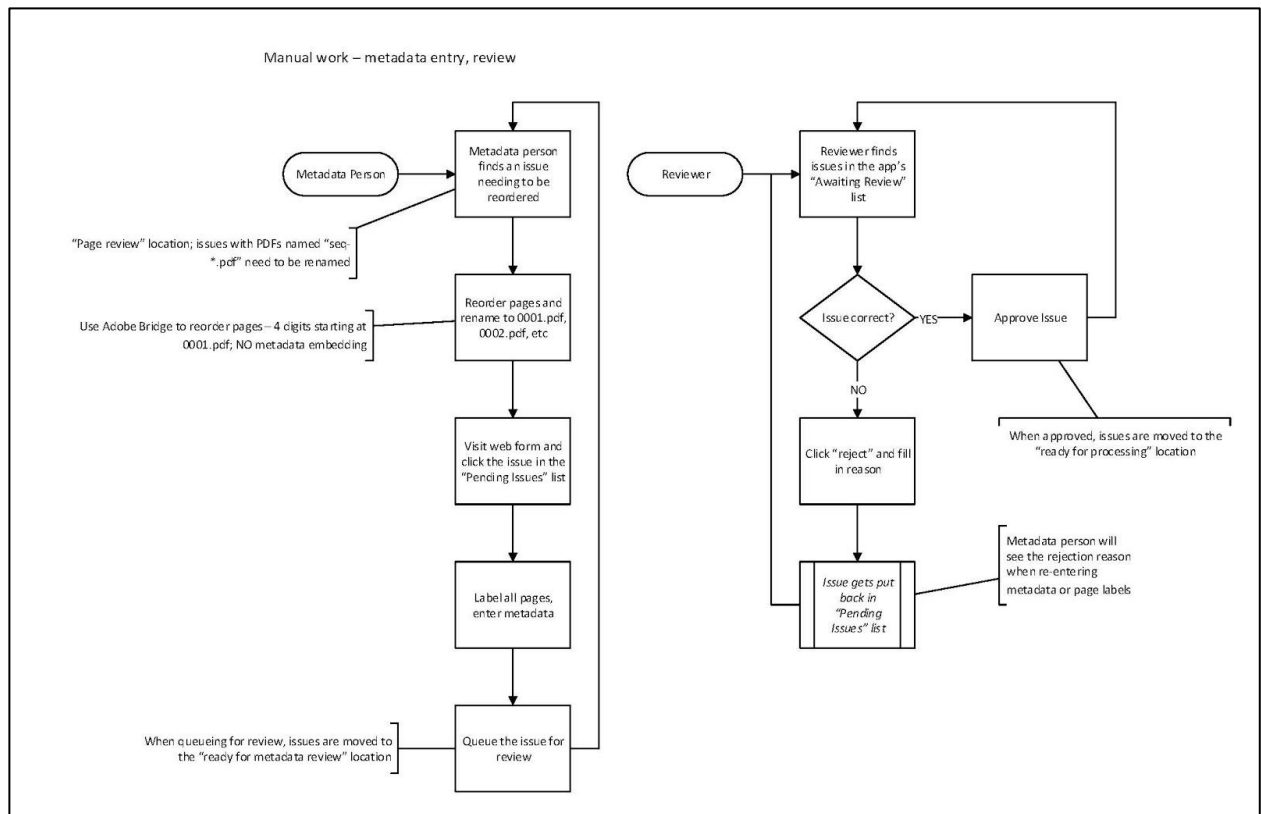 Manual work – metadata entry, review
Metadata Person
Metadata person
finds an issue
needing to be
reordered
"Page review" location; issues with PDFs named "seq-
*.pdf" need to be renamed
Reorder pages and
rename to 0001.pdf,
0002.pdf, etc
Use Adobe Bridge to reorder pages – 4 digits starting at
0001.pdf; NO metadata embedding
Visit web form and
click the issue in the
"Pending Issues" list
Label all pages,
enter metadata
Queue the issue for
review
When queueing for review, issues are moved to
the "ready for metadata review" location
Reviewer
Reviewer finds
issues in the app's
"Awaiting Review"
list
Issue correct?
YES
Approve Issue
When approved, issues are moved to the
"ready for processing" location
NO
Click "reject" and fill
in reason
Issue gets put
back in
"Pending
Issues" list
Metadata person will
see the rejection reason
when re-entering
metadata or page labels